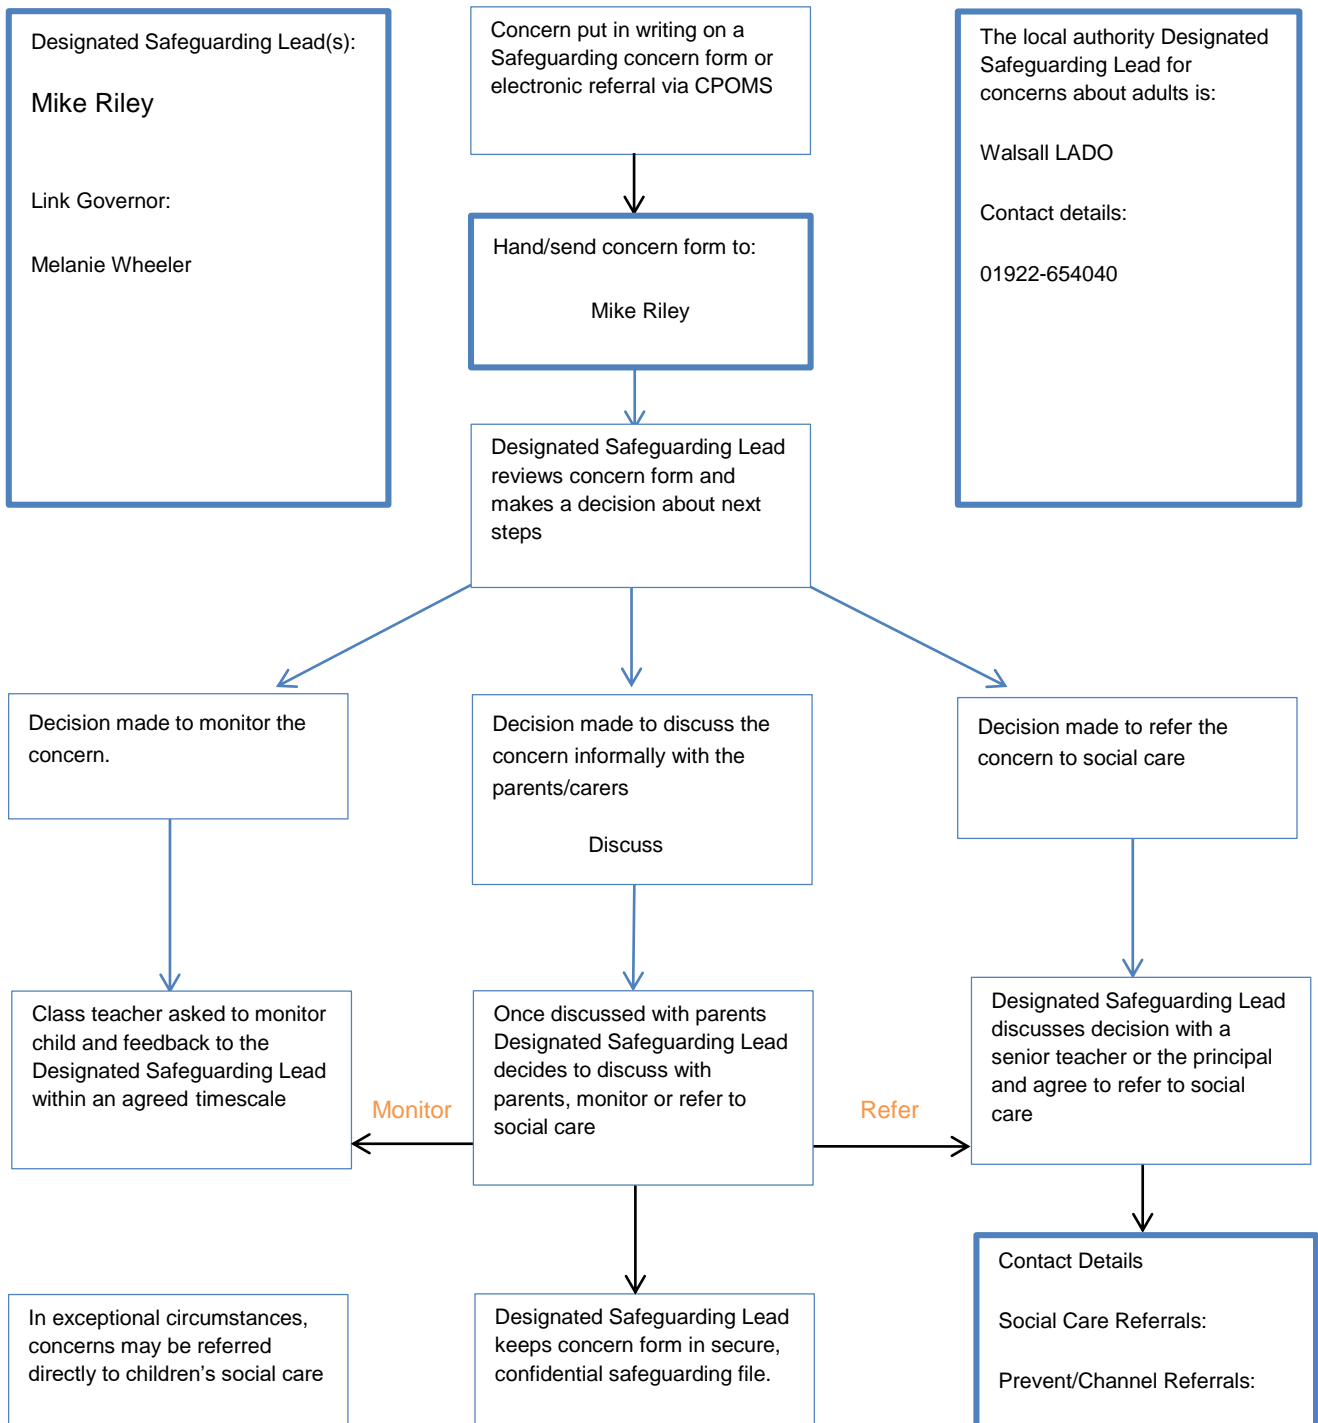 Designated Safeguarding Lead(s):
Mike Riley
Link Governor:
Melanie Wheeler
Concern put in writing on a
Safeguarding concern form or
electronic referral via CPOMS
The local authority Designated
Safeguarding Lead for
concerns about adults is:
Walsall LADO
Contact details:
01922-654040
Hand/send concern form to:
Mike Riley
Designated Safeguarding Lead
reviews concern form and
makes a decision about next
steps
Decision made to monitor the
concern.
Decision made to discuss the
concern informally with the
parents/carers
Discuss
Decision made to refer the
concern to social care
Class teacher asked to monitor
child and feedback to the
Designated Safeguarding Lead
within an agreed timescale
Monitor
Once discussed with parents
Designated Safeguarding Lead
decides to discuss with
parents, monitor or refer to
social care
Refer
Designated Safeguarding Lead
discusses decision with a
senior teacher or the principal
and agree to refer to social
care
In exceptional circumstances,
concerns may be referred
directly to children’s social care
Designated Safeguarding Lead
keeps concern form in secure,
confidential safeguarding file.
Contact Details
Social Care Referrals:
Prevent/Channel Referrals: